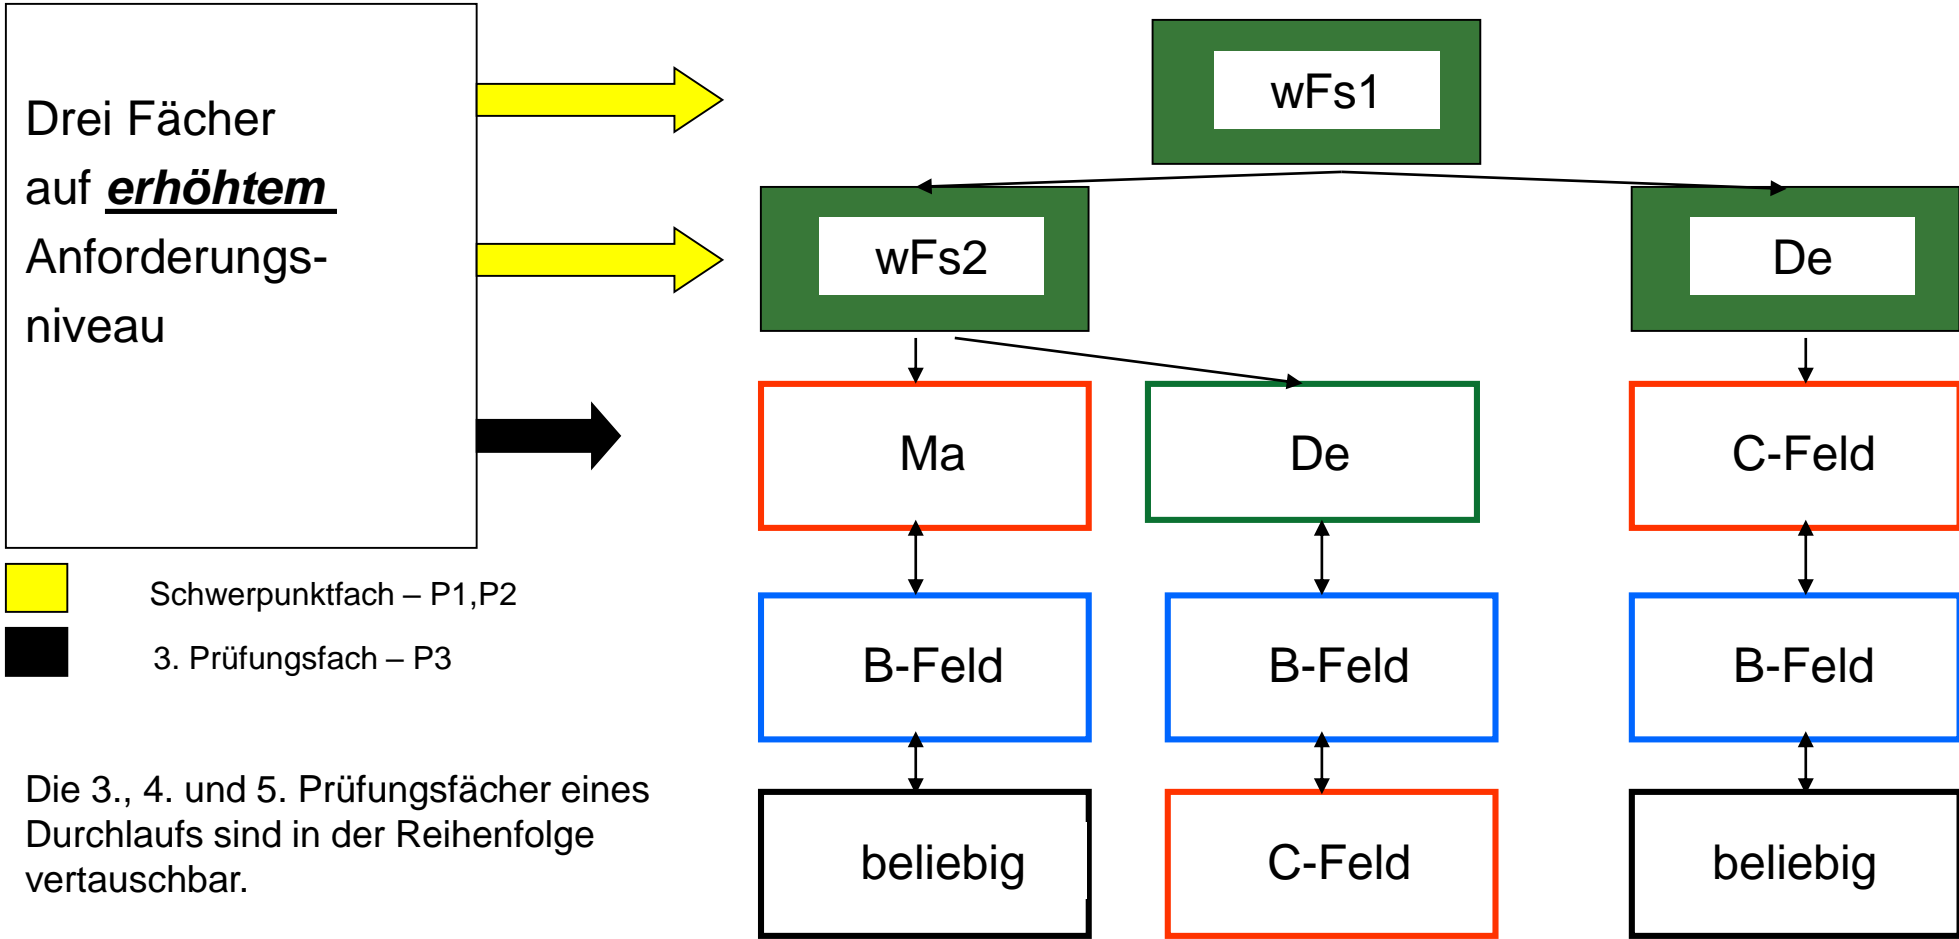 Drei Fächer
auf erhöhtem
Anforderungs-
niveau
Schwerpunktfach – P1,P2
3. Prüfungsfach – P3
Die 3., 4. und 5. Prüfungsfächer eines
Durchlaufs sind in der Reihenfolge
vertauschbar.
wFs1
wFs2
De
Ma
De
C-Feld
B-Feld
B-Feld
B-Feld
beliebig
C-Feld
beliebig